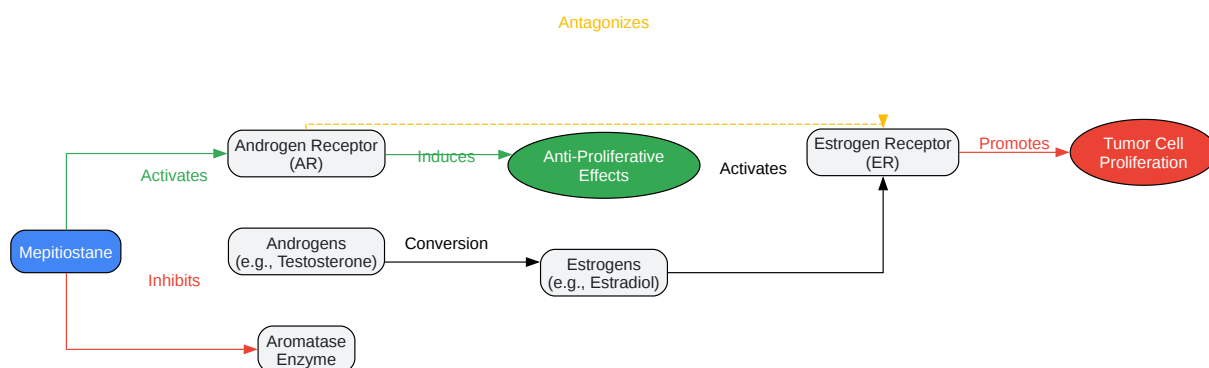 Antagonizes
Androgen Receptor
(AR)
Induces
Anti-Proliferative
Effects
Activates
Estrogen Receptor
(ER)
Promotes
Tumor Cell
Proliferation
Activates
Mepitiostane
Androgens
(e.g., Testosterone)
Conversion
Estrogens
(e.g., Estradiol)
Inhibits
Aromatase
Enzyme